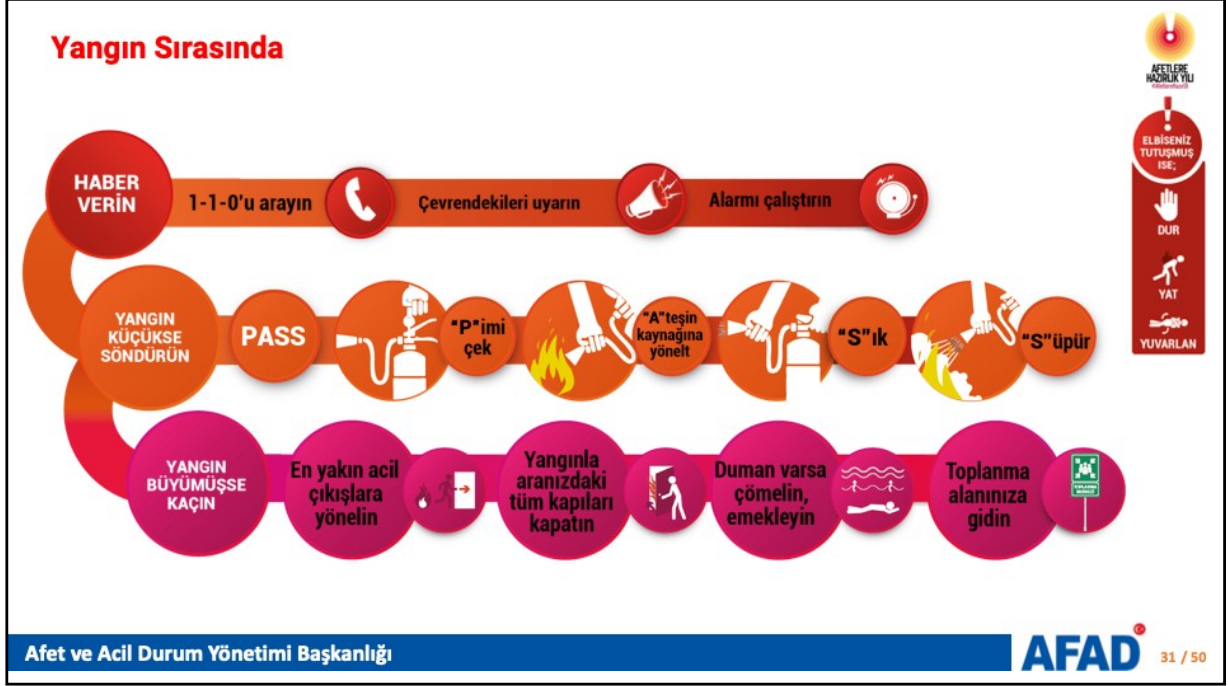 Yangın Sırasında
AFETLERE
HAZIRLIK YILI
HABER
VERİN
1-1-0'u arayın
Çevrendekileri uyarın
Alarmı çalıştırın
YANGIN
KÜÇÜKSE
SÖNDÜRÜN
PASS
"P"imi
çek
"A"teşin
kaynağına
yönelt
"S"ık
"S"üpür
YANGIN
BÜYÜMÜŞSE
KAÇIN
En yakın acil
çıkışlara
yönelin
Yangınla
aranızdaki
tüm kapıları
kapatın
Duman varsa
çömelin,
emekleyin
Toplanma
alanınıza
gidin
TOPLANMA
ELBİSENİZ
TUTUŞMUŞ
ISE;
DUR
YAT
YUVARLAN
Afet ve Acil Durum Yönetimi Başkanlığı
AFAD
31 / 50